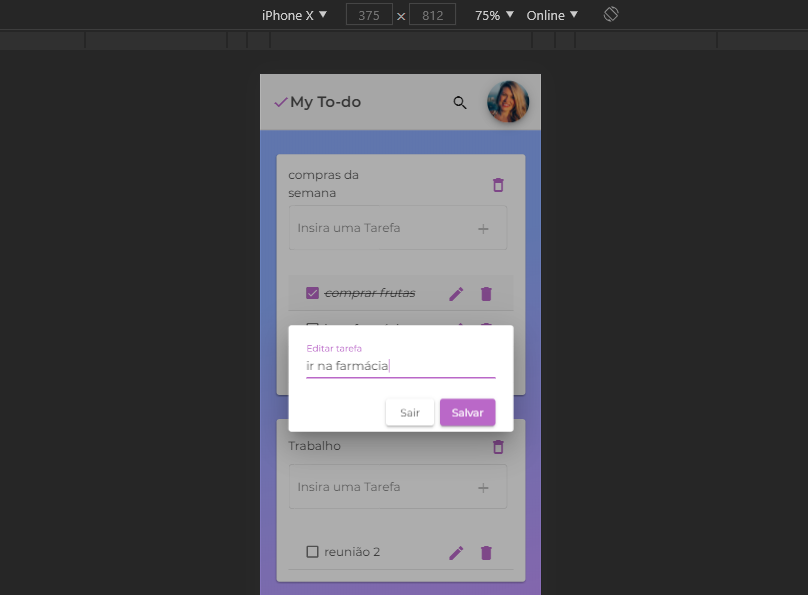 iPhone X ▼ 375 × 812 75% ▼ Online ▼
My To-do
compras da
semana
Insira uma Tarefa +
comprar frutas
Editar tarefa
ir na farmácia
Sair Salvar
Trabalho
Insira uma Tarefa +
reunião 2